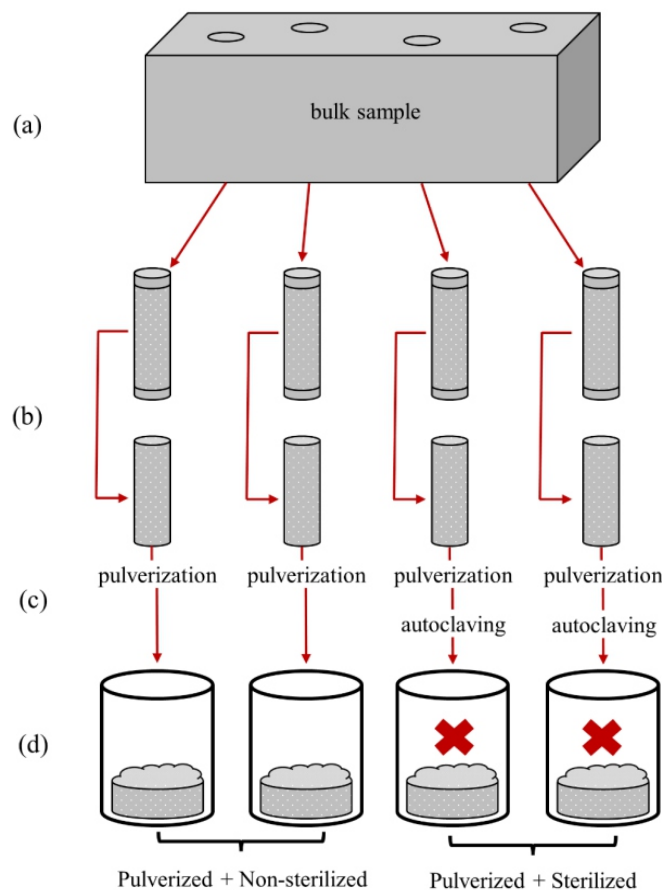 (a)
bulk sample
(b)
pulverization pulverization pulverization pulverization
(c)
autoclaving autoclaving
(d)
Pulverized + Non-sterilized Pulverized + Sterilized